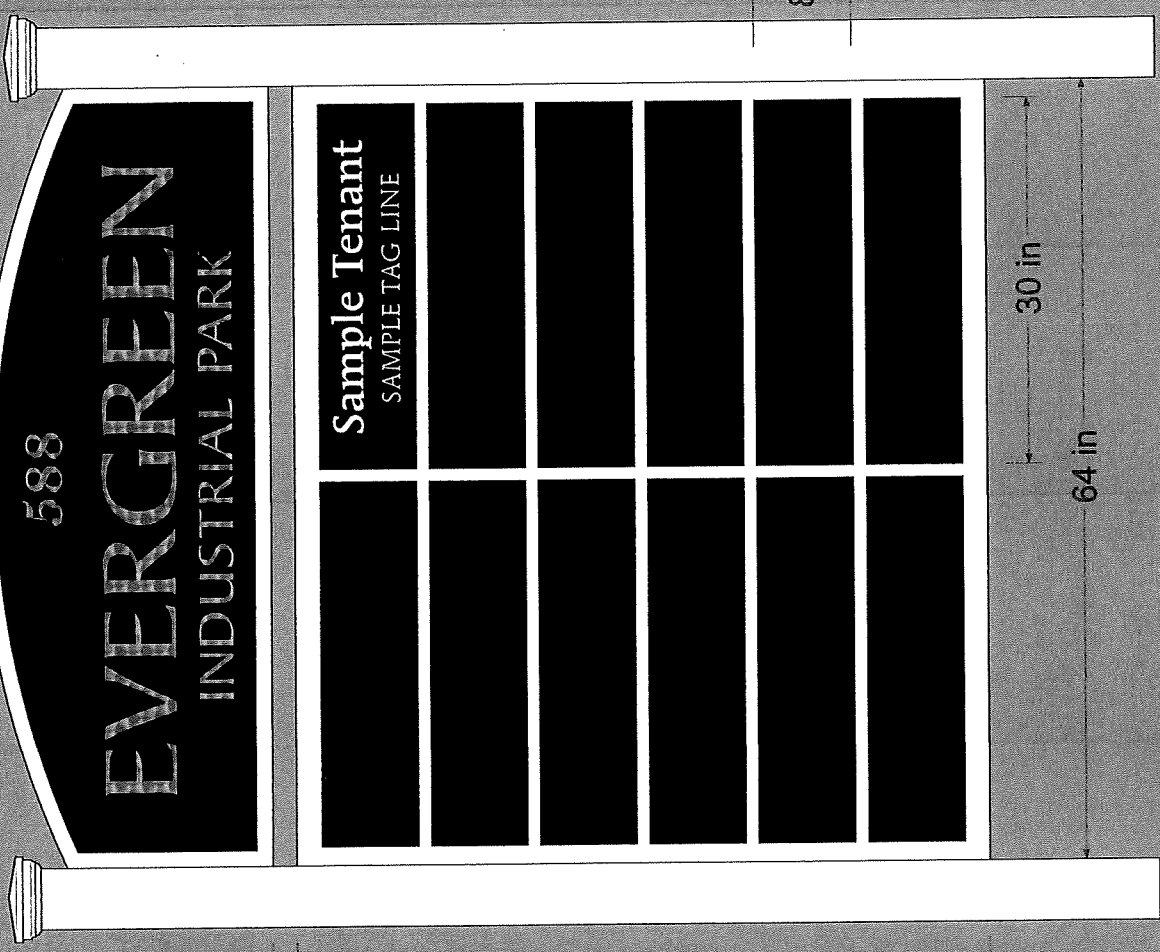 588
EVERGREEN
INDUSTRIAL PARK
Sample Tenant
SAMPLE TAG LINE
30 in
64 in